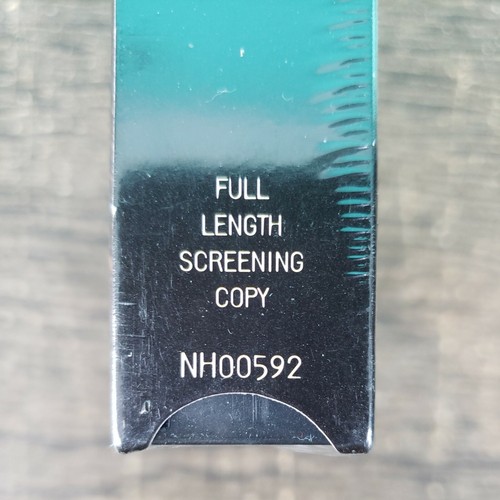 FULL
LENGTH
SCREENING
COPY
NH00592